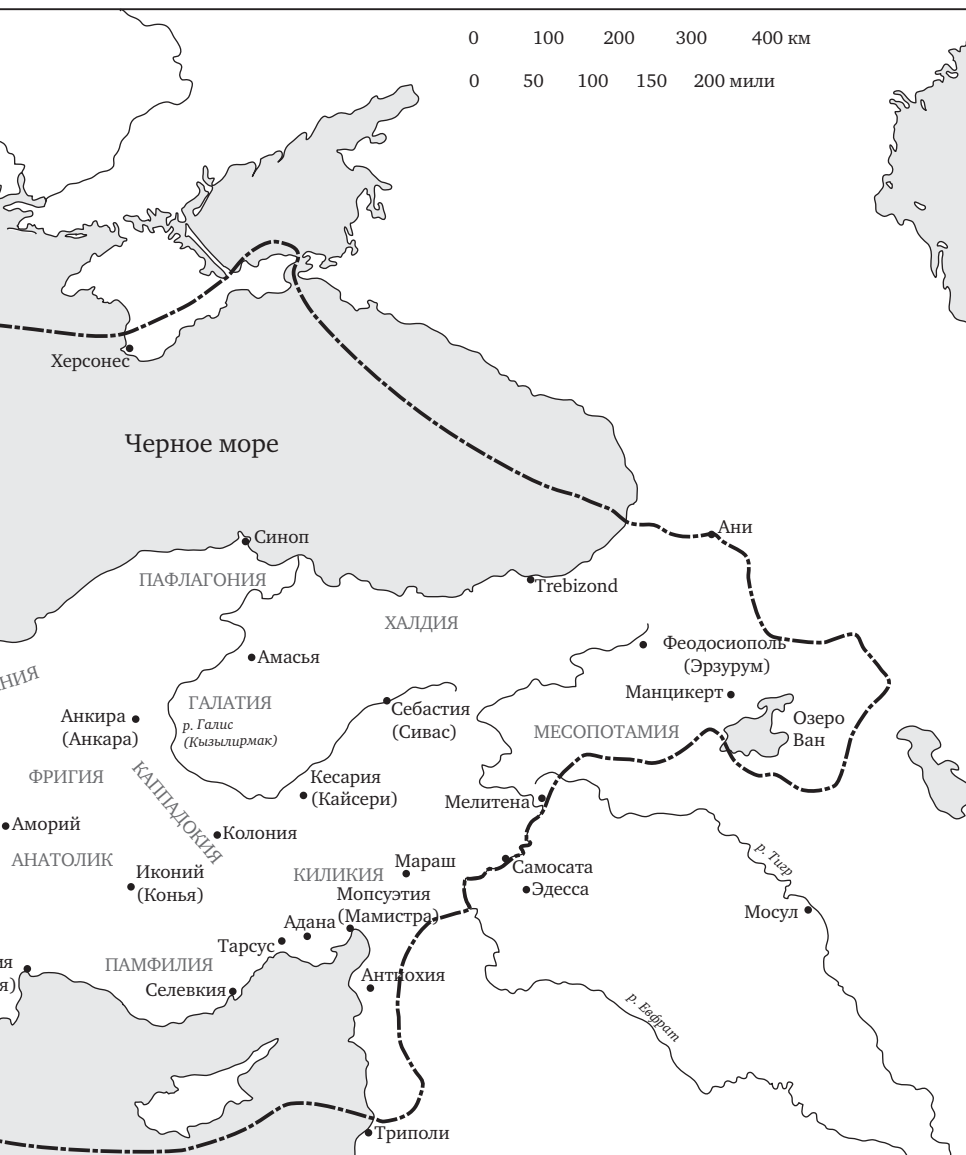 0 100 200 300 400 км
0 50 100 150 200 мили
Херсонес
Черное море
Ани
Синоп
ПАФЛАГОНИЯ
Trebizond
ХАЛДИЯ
Феодосиополь
(Эрзурум)
Амасья
НИЯ
Манцикерт
ГАЛАТИЯ
р. Галис
(Кызылирмак)
Себастия
(Сивас)
Анкира
(Анкара)
МЕСОПОТАМИЯ
Озеро
Ван
ФРИГИЯ
КАППАДОКИЯ
Кесария
(Кайсери)
Мелитена
Аморий
Колония
АНАТОЛИК
Иконий
(Конья)
КИЛИКИЯ
Мараш
Самосата
Эдесса
р. Тигр
Мопсуэтия
(Мамистра)
Мосул
Адана
Тарсус
ия
я)
ПАМФИЛИЯ
Селевкия
Антиохия
р. Евфрат
Триполи